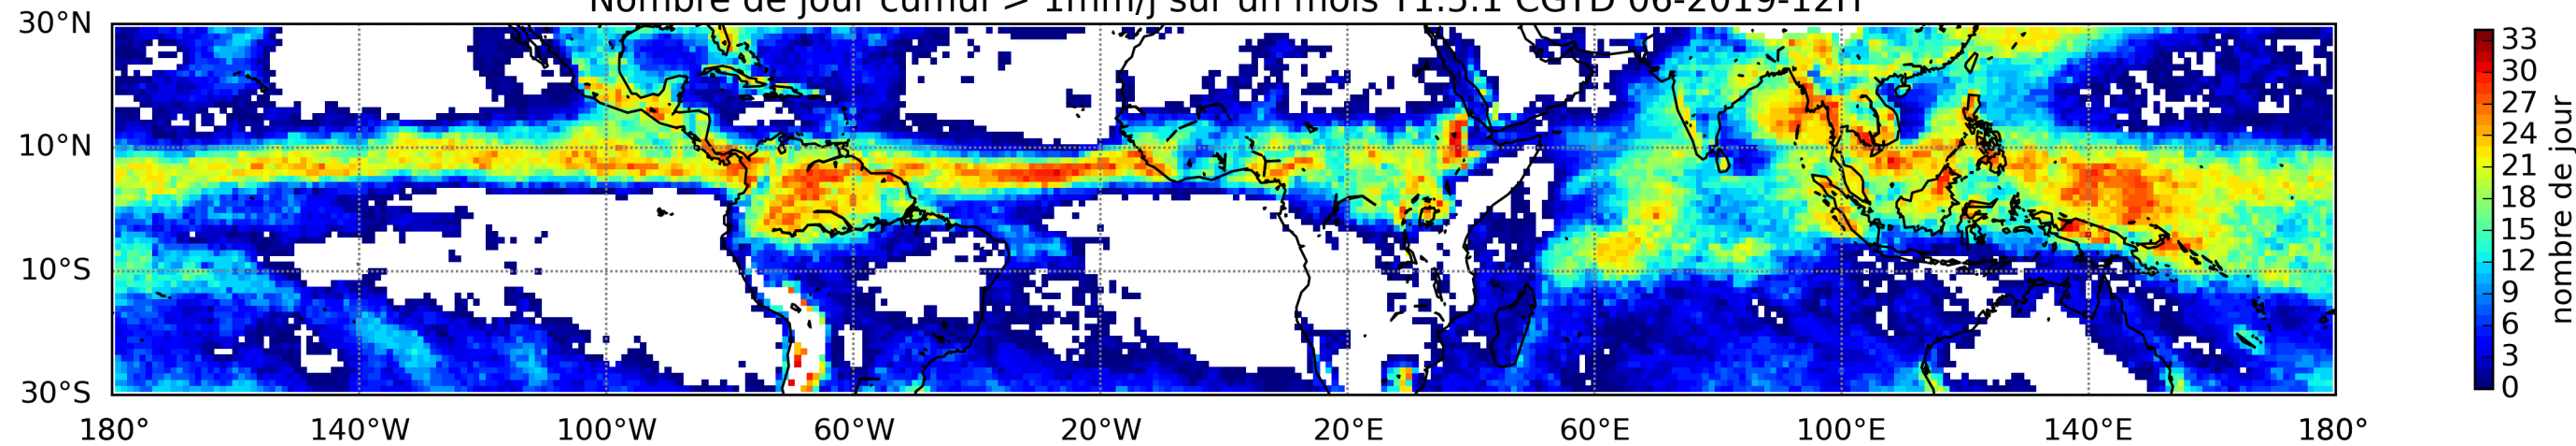 Nombre de jour cumul > 1mm/j sur un mois T1.5.1 CGTD 06-2019-12H
30°N
10°N
10°S
30°S
180° 140°W 100°W 60°W 20°W 20°E 60°E 100°E 140°E 180°
33
30
27
24
21
18
15
12
9
6
3
0
nombre de jour